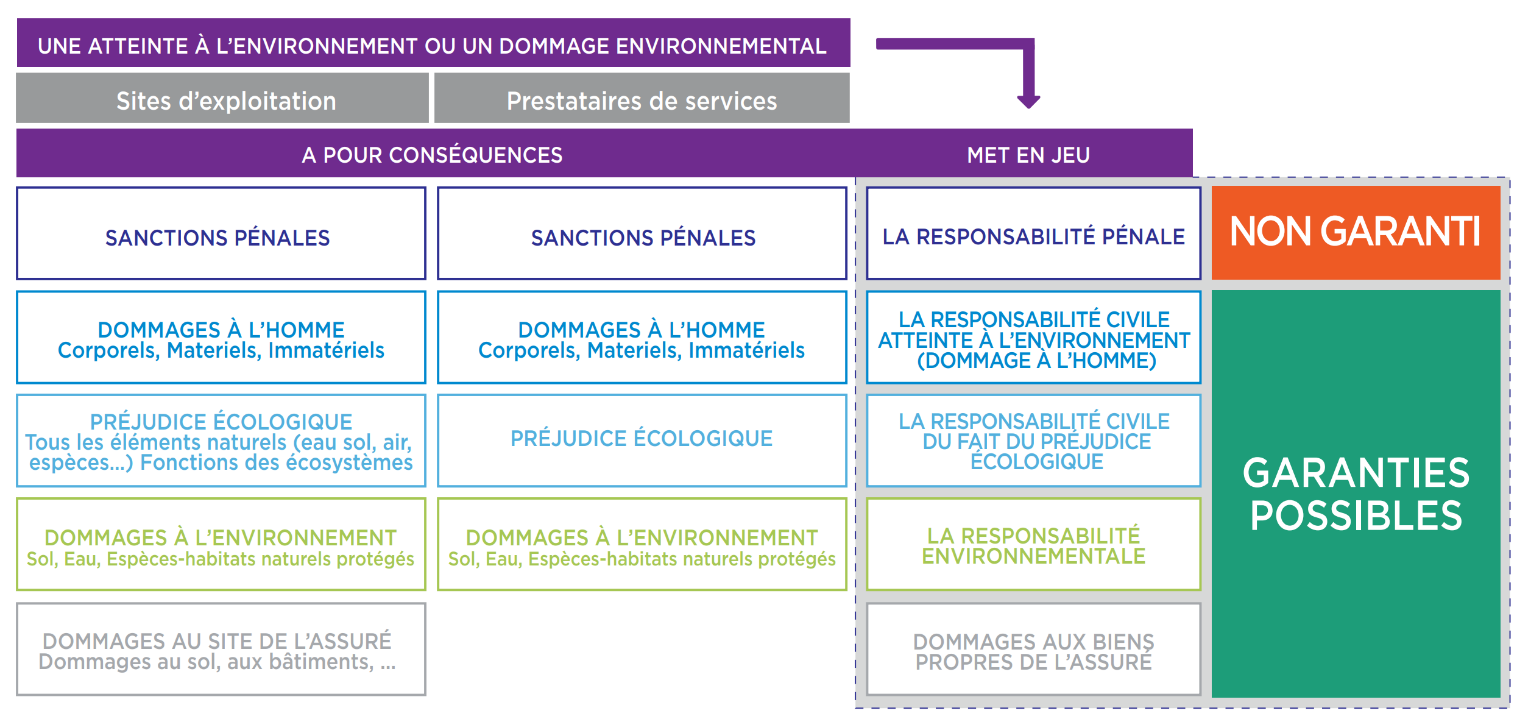 UNE ATTEINTE À L'ENVIRONNEMENT OU UN DOMMAGE ENVIRONNEMENTAL
Sites d'exploitation
Prestataires de services
A POUR CONSÉQUENCES
MET EN JEU
SANCTIONS PÉNALES
SANCTIONS PÉNALES
LA RESPONSABILITÉ PÉNALE
NON GARANTI
DOMMAGES À L'HOMME
Corporels, Materiels, Immatériels
DOMMAGES À L'HOMME
Corporels, Materiels, Immatériels
LA RESPONSABILITÉ CIVILE
ATTEINTE À L'ENVIRONNEMENT
(DOMMAGE À L'HOMME)
PRÉJUDICE ÉCOLOGIQUE
Tous les éléments naturels (eau sol, air,
espèces...) Fonctions des écosystèmes
PRÉJUDICE ÉCOLOGIQUE
LA RESPONSABILITÉ CIVILE
DU FAIT DU PRÉJUDICE
ÉCOLOGIQUE
GARANTIES
POSSIBLES
DOMMAGES À L'ENVIRONNEMENT
Sol, Eau, Espèces-habitats naturels protégés
DOMMAGES À L'ENVIRONNEMENT
Sol, Eau, Espèces-habitats naturels protégés
LA RESPONSABILITÉ
ENVIRONNEMENTALE
DOMMAGES AU SITE DE L'ASSURÉ
Dommages au sol, aux bâtiments, ...
DOMMAGES AUX BIENS
PROPRES DE L'ASSURÉ